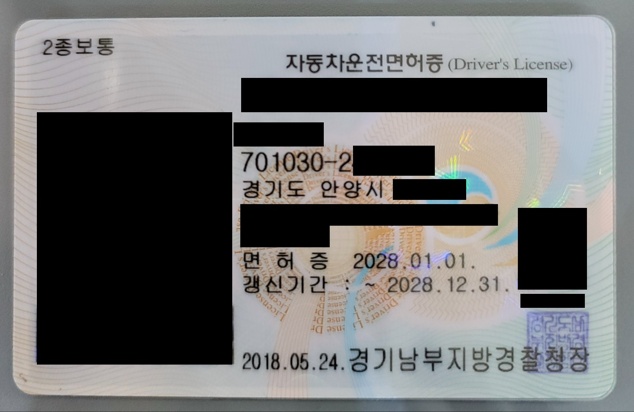 2종보통
자동차운전면허증 (Driver's License)
701030-2
경기도 안양시
면 허 증 2028.01.01.
갱신기간 : ~ 2028.12.31.
2018.05.24.경기남부지방경찰청장